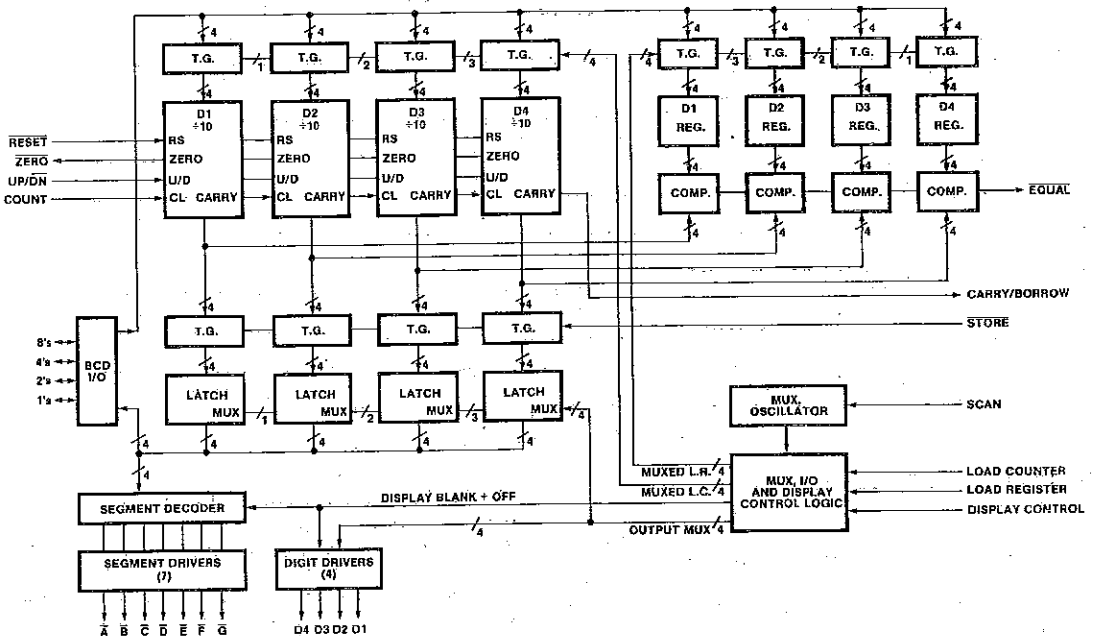 4 4 4 4 4 4 4 4
T.G. 1 T.G. 2 T.G. 3 T.G. 4 4 T.G. 3 T.G. 2 T.G. 1 T.G.
4 4 4 4 4 4 4 4
D1 ÷10 D2 ÷10 D3 ÷10 D4 ÷10
D1 REG. D2 REG. D3 REG. D4 REG.
RESET RS RS RS RS
ZERO ZERO ZERO ZERO ZERO
UP/DN U/D U/D U/D U/D
COUNT CL CARRY CL CARRY CL CARRY CL CARRY
4 4 4 4
COMP. COMP. COMP. COMP. EQUAL
4 4 4 4
CARRY/BORROW
4 4 4 4
T.G. T.G. T.G. T.G. STORE
8's
4's
2's
1's
BCD I/O
4 4 4 4
LATCH MUX 1 LATCH MUX 2 LATCH MUX 3 LATCH MUX 4
4 4 4 4 4
4
MUX, OSCILLATOR SCAN
MUXED L.R. 4
MUXED L.C. 4
OUTPUT MUX 4
MUX, I/O
AND DISPLAY
CONTROL LOGIC
LOAD COUNTER
LOAD REGISTER
DISPLAY CONTROL
DISPLAY BLANK + OFF
4
SEGMENT DECODER
SEGMENT DRIVERS
(7)
DIGIT DRIVERS
(4)
A B C D E F G
D4 D3 D2 D1